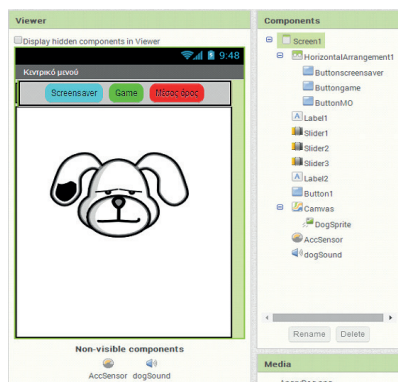 Viewer
Display hidden components in Viewer
9:48
Κεντρικό μενού
Screensaver Game Μέσος όρος
Non-visible components
AccSensor dogSound
Components
Screen1
HorizontalArrangement1
Buttonscreensaver
Buttongame
ButtonMO
Label1
Slider1
Slider2
Slider3
Label2
Button1
Canvas
DogSprite
AccSensor
dogSound
Rename Delete
Media